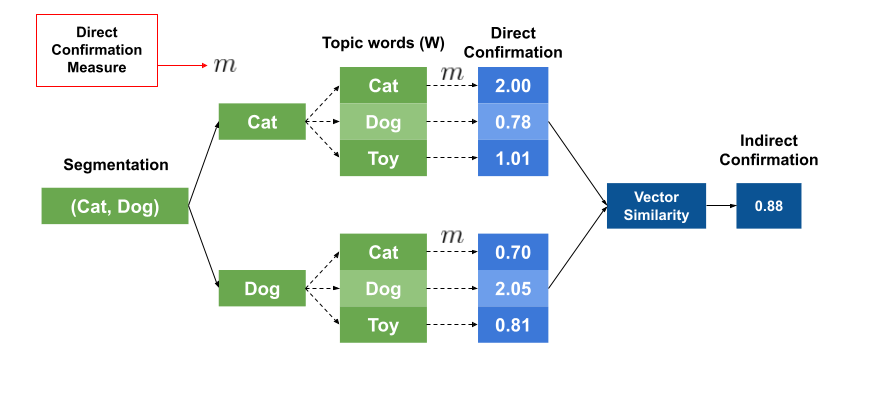 Direct
Confirmation
Measure
m
Topic words (W)
Direct
Confirmation
Segmentation
(Cat, Dog)
Cat
Cat
m
2.00
Dog
0.78
Toy
1.01
Dog
Cat
m
0.70
Dog
2.05
Toy
0.81
Vector
Similarity
Indirect
Confirmation
0.88